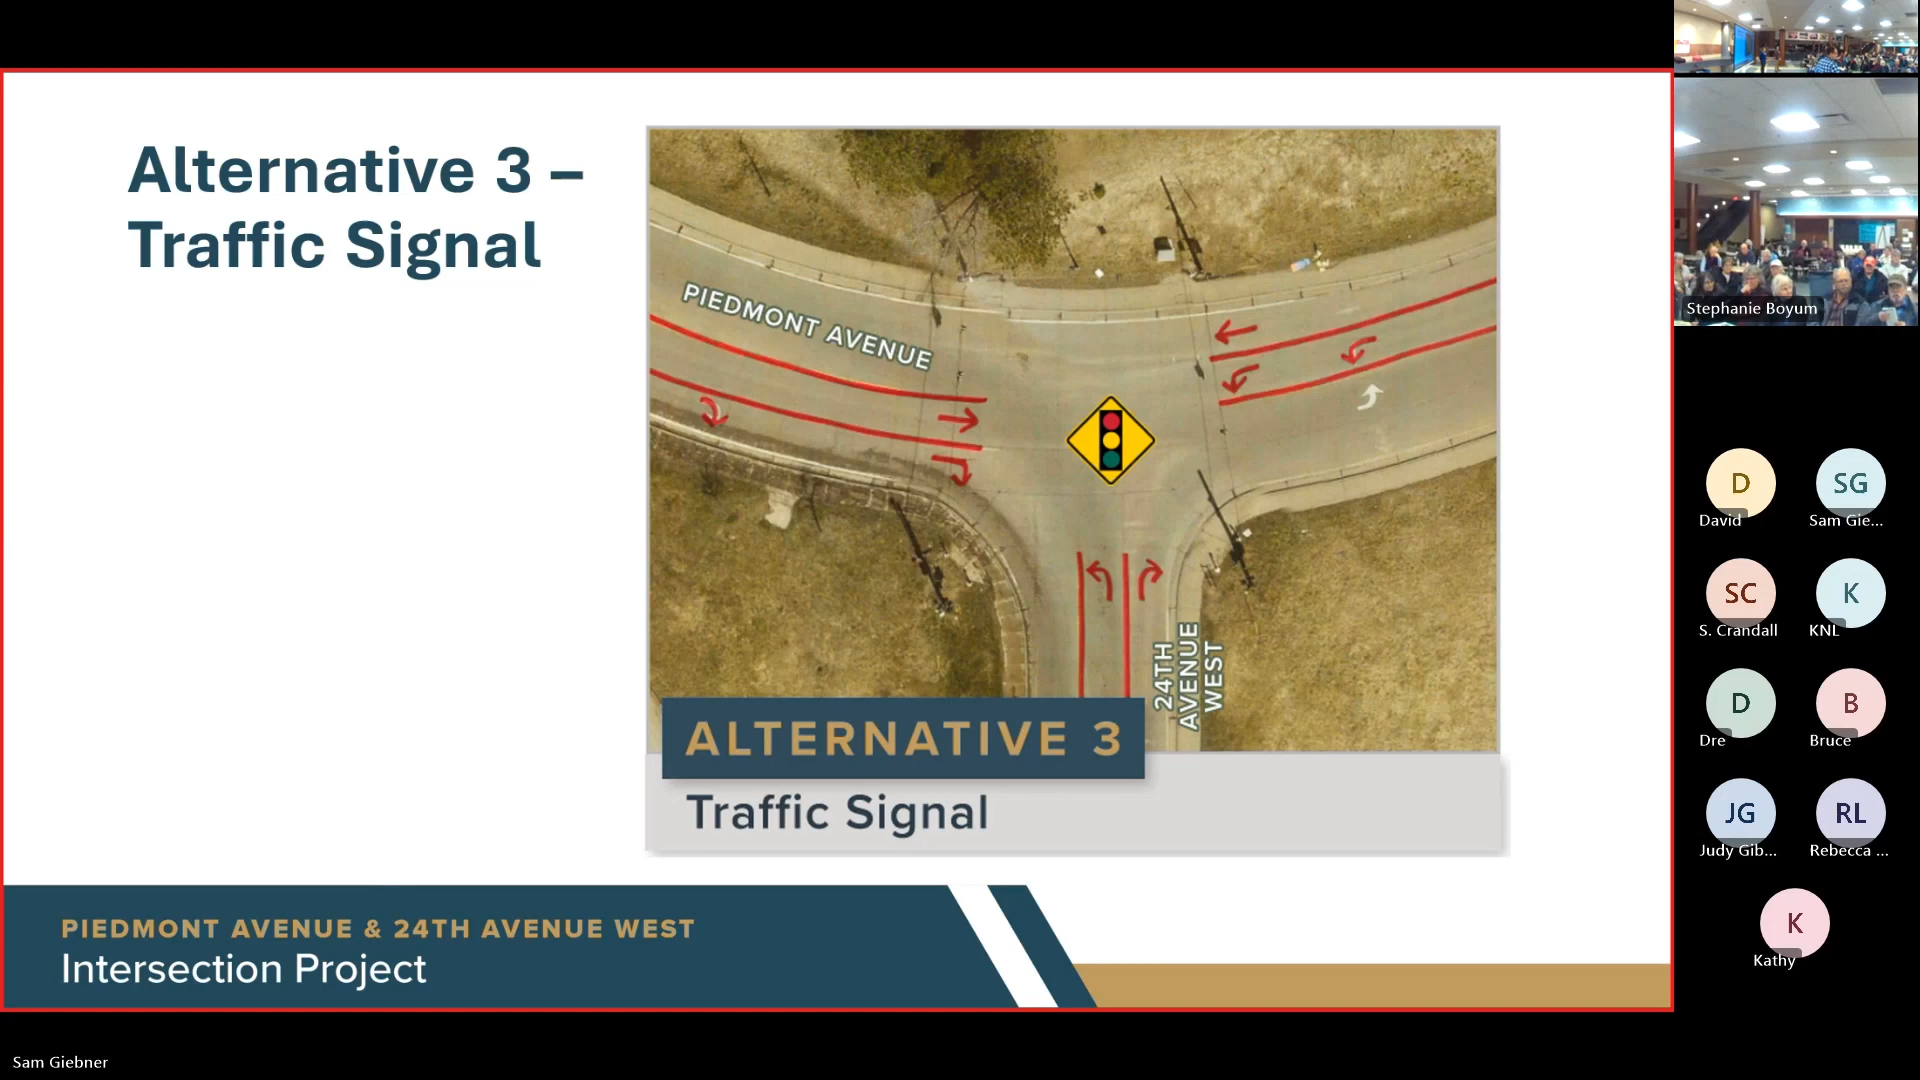 Alternative 3 –
Traffic Signal
PIEDMONT AVENUE
24TH
AVENUE
WEST
ALTERNATIVE 3
Traffic Signal
PIEDMONT AVENUE & 24TH AVENUE WEST
Intersection Project
Sam Giebner
Stephanie Boyum
D
David
SG
Sam Gie...
SC
S. Crandall
K
KNL
D
Dre
B
Bruce
JG
Judy Gib...
RL
Rebecca ...
K
Kathy